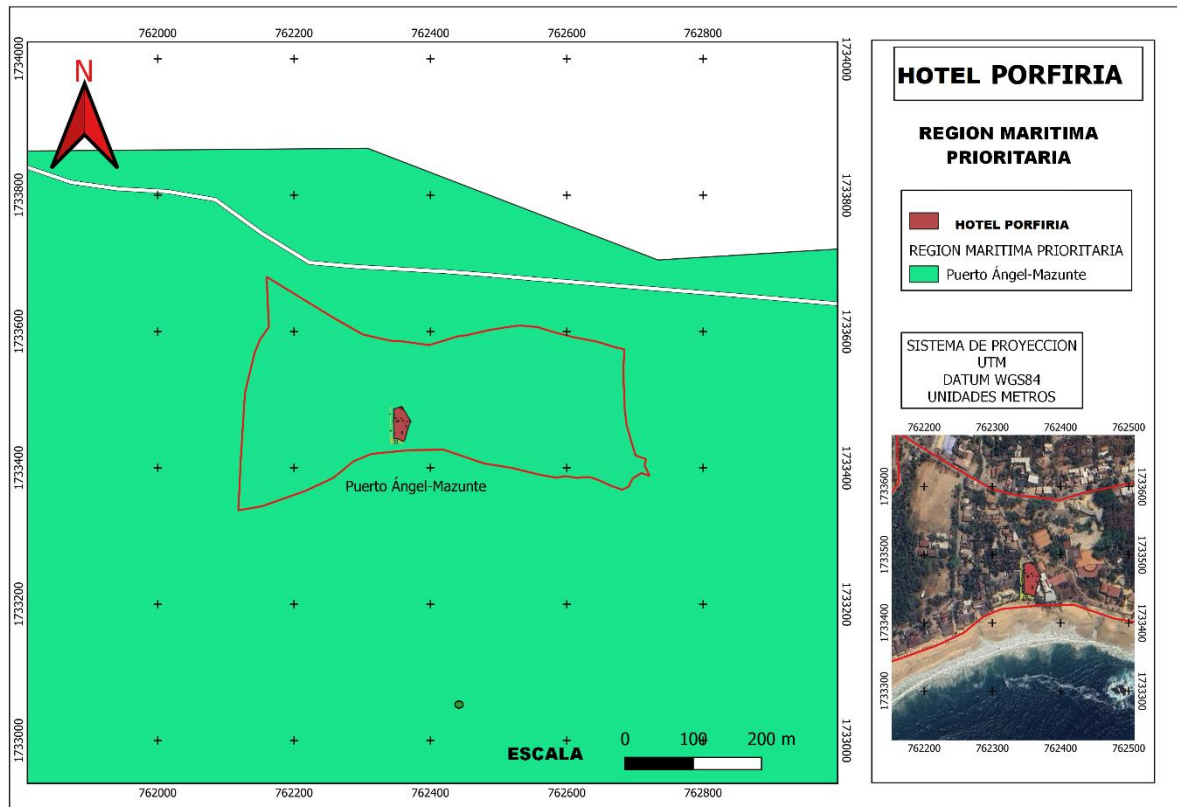 762000 762200 762400 762600 762800
1734000 1734000
N
1733800 1733800
1733600 1733600
1733400 1733400
Puerto Ángel-Mazunte
1733200 1733200
1733000 1733000
ESCALA 0 100 200 m
762000 762200 762400 762600 762800
HOTEL PORFIRIA
REGION MARITIMA
PRIORITARIA
HOTEL PORFIRIA
REGION MARITIMA PRIORITARIA
Puerto Ángel-Mazunte
SISTEMA DE PROYECCION
UTM
DATUM WGS84
UNIDADES METROS
762200 762300 762400 762500
1733600 1733600
1733500 1733500
1733400 1733400
1733300 1733300
762200 762300 762400 762500